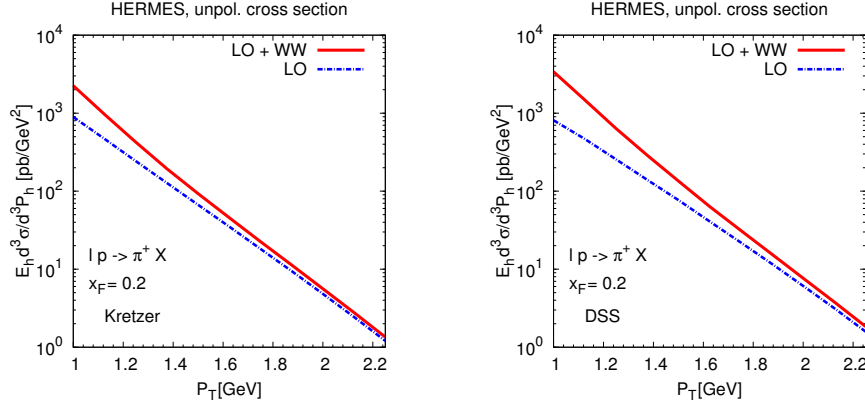 HERMES, unpol. cross section
10^4
10^3
10^2
10^1
10^0
E_h d^3σ/d^3P_h [pb/GeV^2]
LO + WW
LO
l p -> π^+ X
x_F = 0.2
Kretzer
1 1.2 1.4 1.6 1.8 2 2.2
P_T[GeV]
HERMES, unpol. cross section
10^4
10^3
10^2
10^1
10^0
E_h d^3σ/d^3P_h [pb/GeV^2]
LO + WW
LO
l p -> π^+ X
x_F = 0.2
DSS
1 1.2 1.4 1.6 1.8 2 2.2
P_T[GeV]